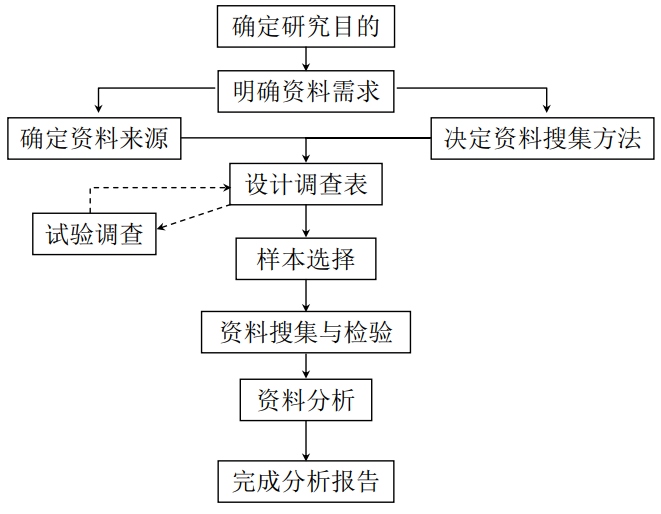 确定研究目的
明确资料需求
确定资料来源
决定资料搜集方法
设计调查表
试验调查
样本选择
资料搜集与检验
资料分析
完成分析报告